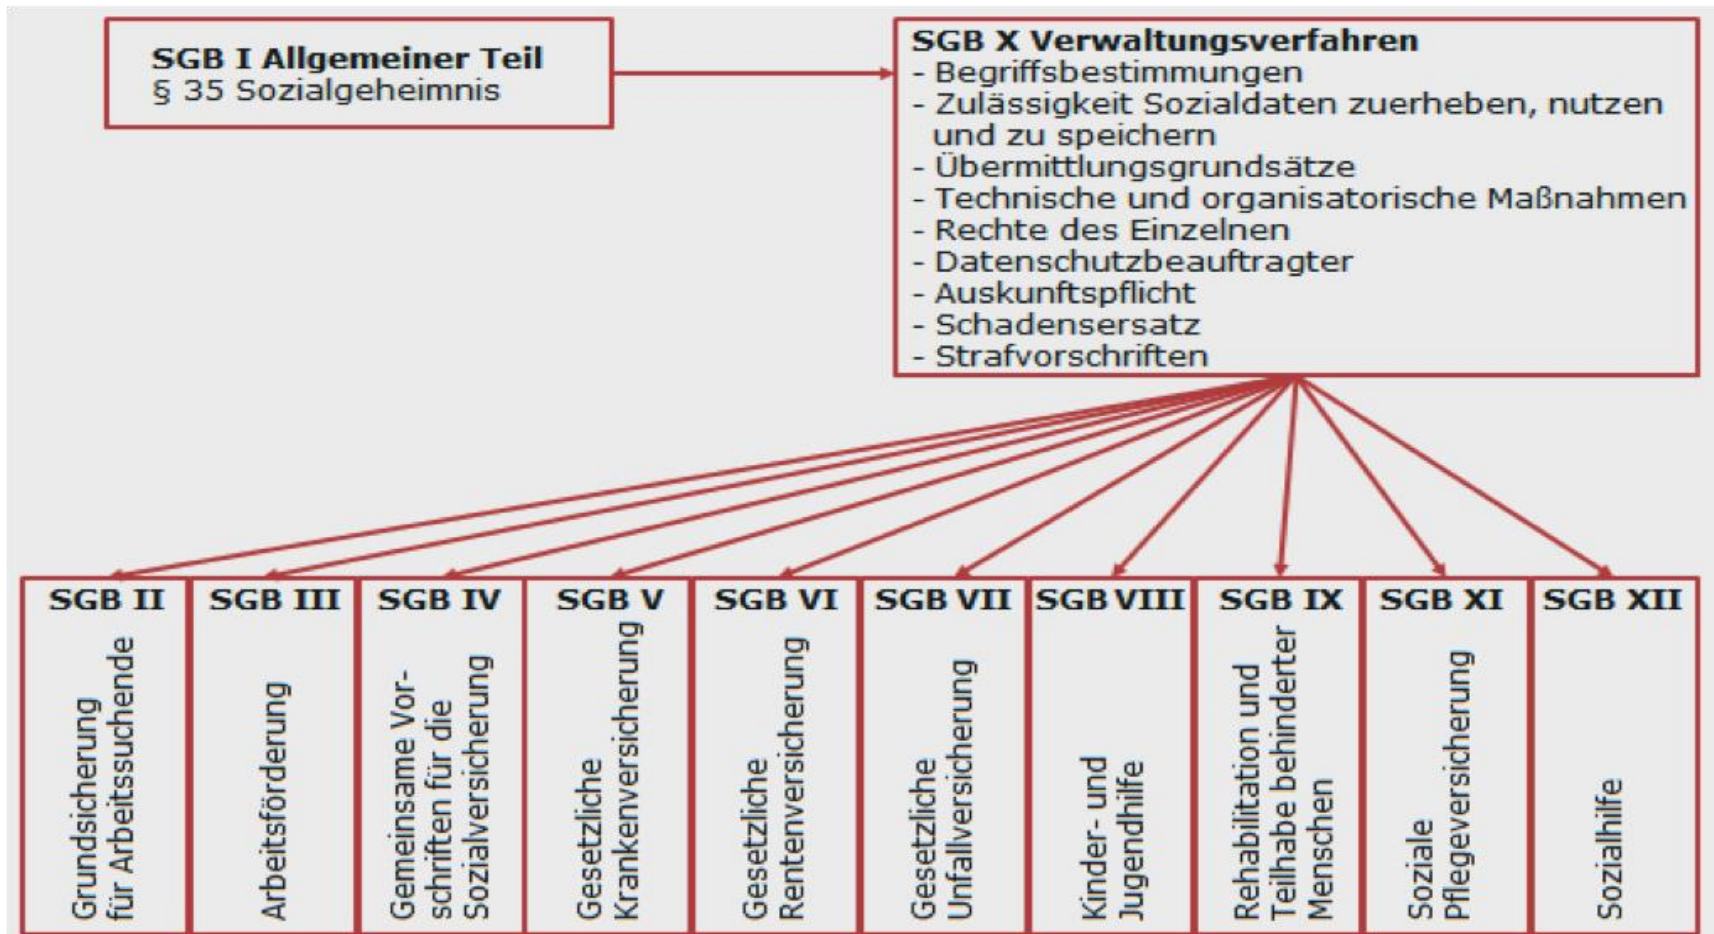 SGB I Allgemeiner Teil
§ 35 Sozialgeheimnis
SGB X Verwaltungsverfahren
- Begriffsbestimmungen
- Zulässigkeit Sozialdaten zuerheben, nutzen
und zu speichern
- Übermittlungsgrundsätze
- Technische und organisatorische Maßnahmen
- Rechte des Einzelnen
- Datenschutzbeauftragter
- Auskunftspflicht
- Schadensersatz
- Strafvorschriften
SGB II
Grundsicherung
für Arbeitssuchende
SGB III
Arbeitsförderung
SGB IV
Gemeinsame Vor-
schriften für die
Sozialversicherung
SGB V
Gesetzliche
Krankenversicherung
SGB VI
Gesetzliche
Rentenversicherung
SGB VII
Gesetzliche
Unfallversicherung
SGB VIII
Kinder- und
Jugendhilfe
SGB IX
Rehabilitation und
Teilhabe behinderter
Menschen
SGB XI
Soziale
Pflegeversicherung
SGB XII
Sozialhilfe